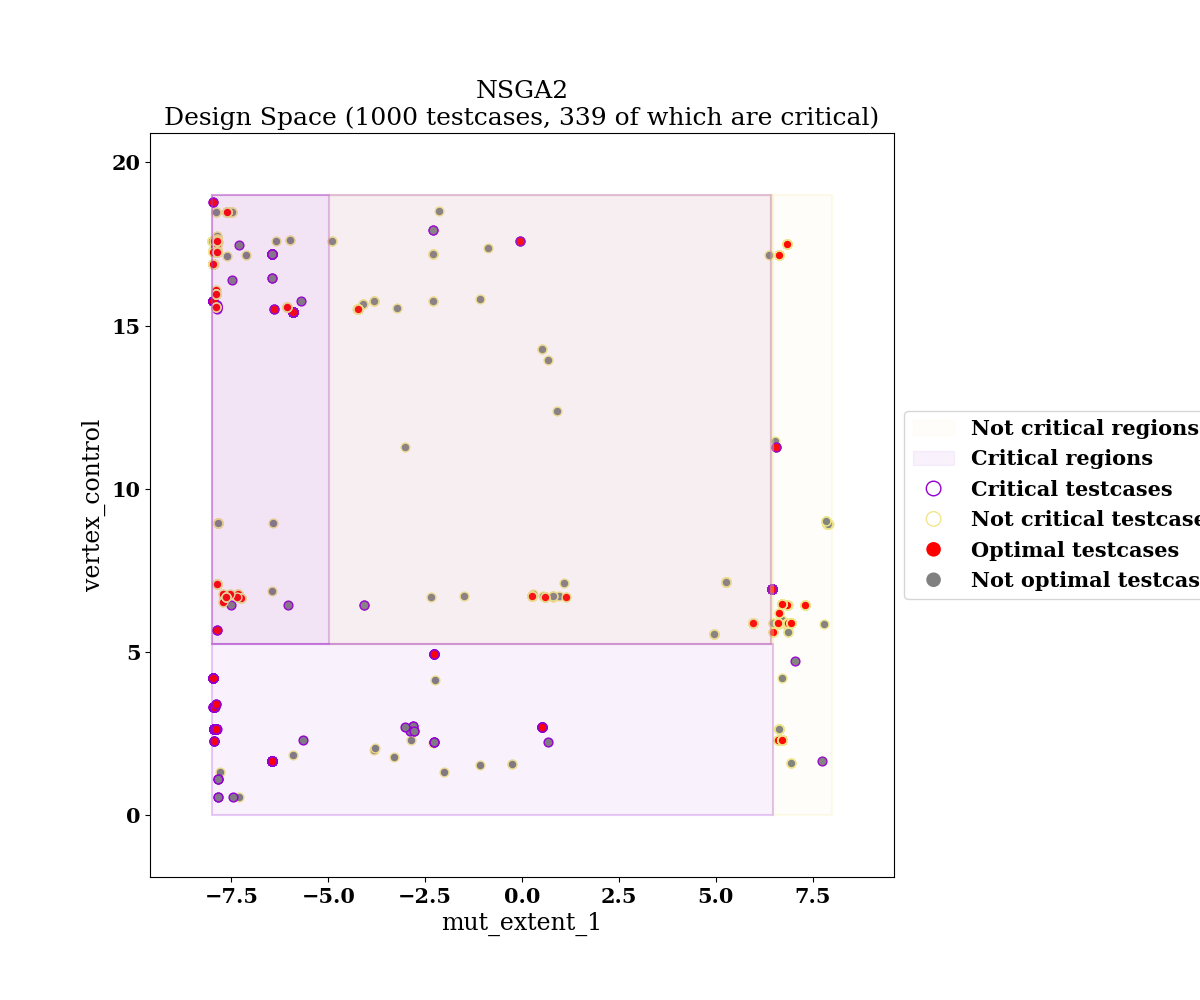 NSGA2
Design Space (1000 testcases, 339 of which are critical)
20
15
10
5
0
vertex_control
−7.5 −5.0 −2.5 0.0 2.5 5.0 7.5
mut_extent_1
Not critical regions
Critical regions
Critical testcases
Not critical testcase
Optimal testcases
Not optimal testcas